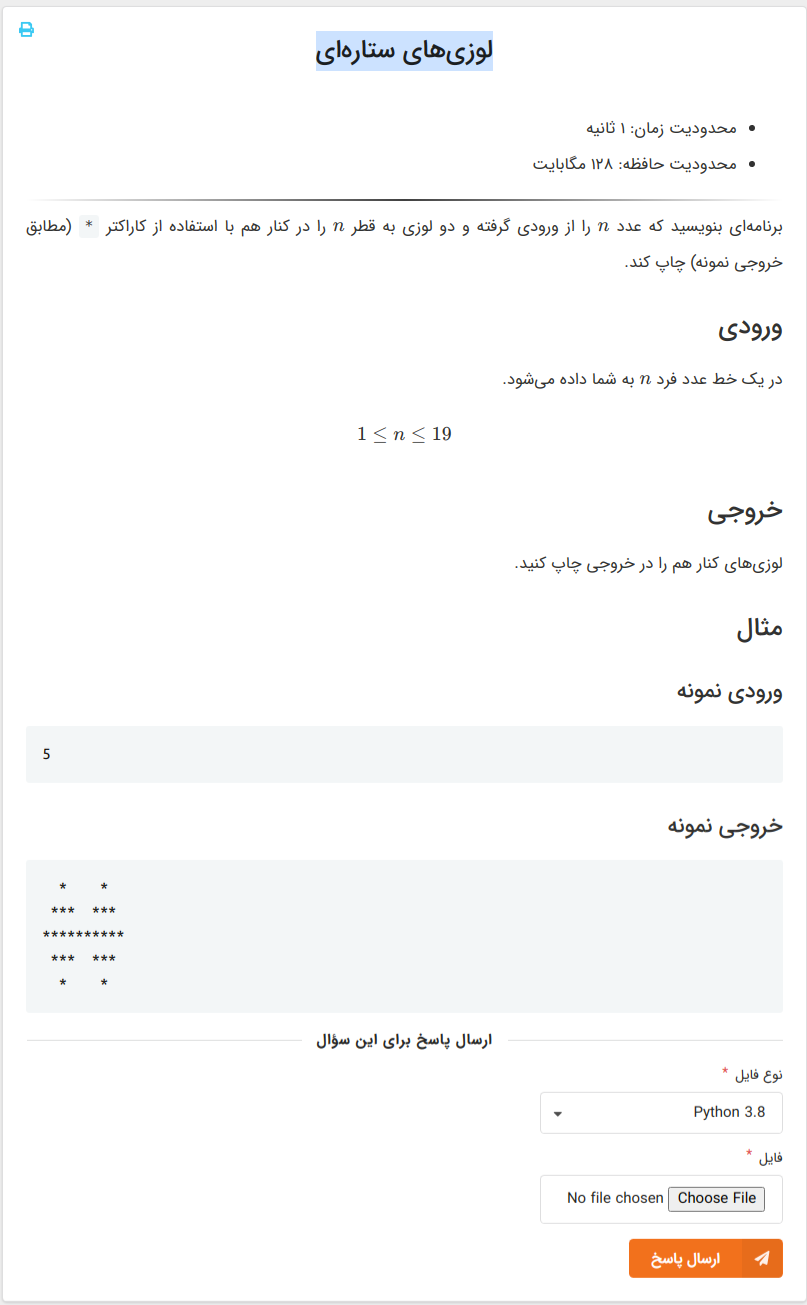 لوزی‌های ستاره‌ای
محدودیت زمان: ۱ ثانیه
محدودیت حافظه: ۱۲۸ مگابایت
برنامه‌ای بنویسید که عدد n را از ورودی گرفته و دو لوزی به قطر n را در کنار هم با استفاده از کاراکتر * (مطابق
خروجی نمونه) چاپ کند.
ورودی
در یک خط عدد فرد n به شما داده می‌شود.
1 ≤ n ≤ 19
خروجی
لوزی‌های کنار هم را در خروجی چاپ کنید.
مثال
ورودی نمونه
5
خروجی نمونه
  *    *
 ***  ***
**********
 ***  ***
  *    *
ارسال پاسخ برای این سؤال
نوع فایل *
Python 3.8
فایل *
Choose File No file chosen
ارسال پاسخ